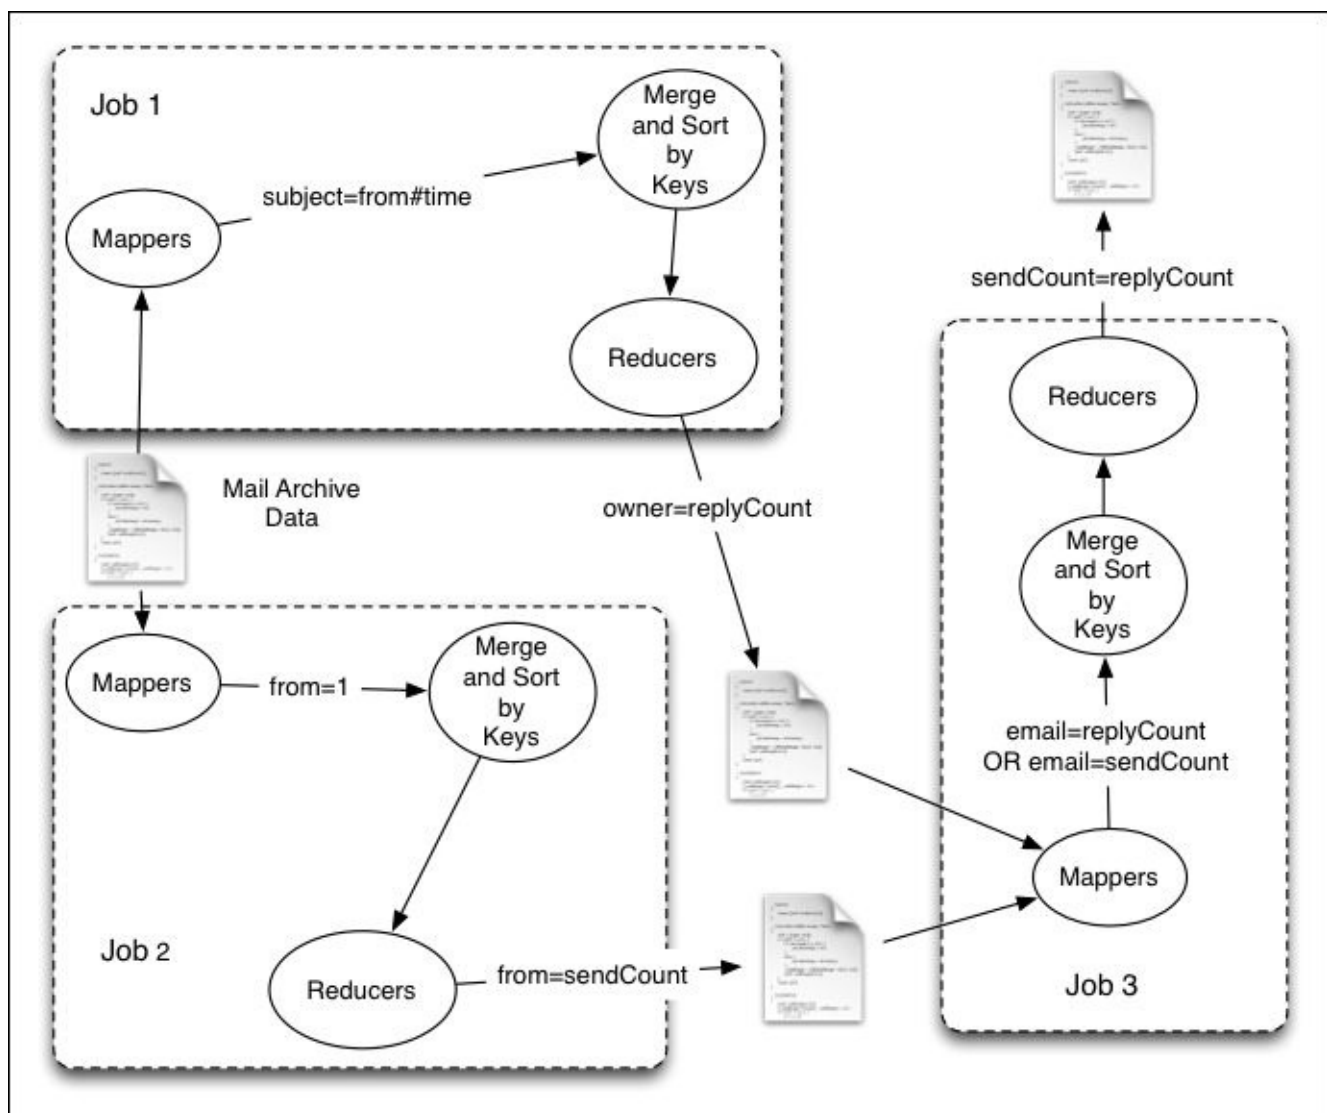 Job 1
Merge
and Sort
by
Keys
subject=from#time
Mappers
Reducers
Mail Archive
Data
owner=replyCount
Mappers
from=1
Merge
and Sort
by
Keys
Job 2
Reducers
from=sendCount
sendCount=replyCount
Reducers
Merge
and Sort
by
Keys
email=replyCount
OR email=sendCount
Mappers
Job 3